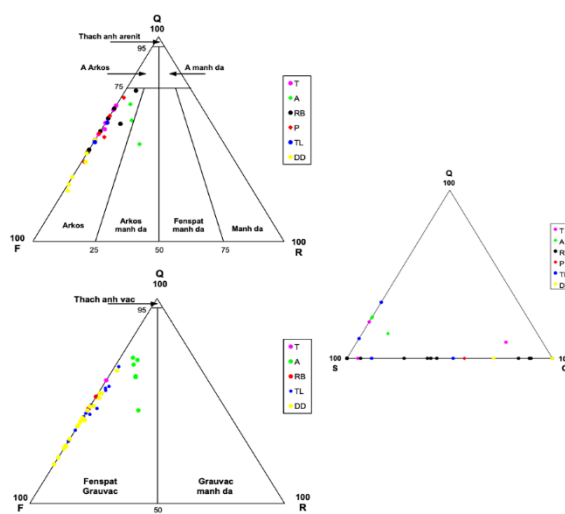 Q
100
Thach anh arenit
95
A Arkos
A manh da
75
T
A
RB
P
TL
DD
Arkos
Arkos manh da
Fenspat manh da
Manh da
100
F
25
50
75
100
R
Q
100
Thach anh vac
95
T
A
RB
TL
DD
Fenspat Grauvac
Grauvac manh da
100
F
50
100
R
Q
100
T
A
P
100
S
100